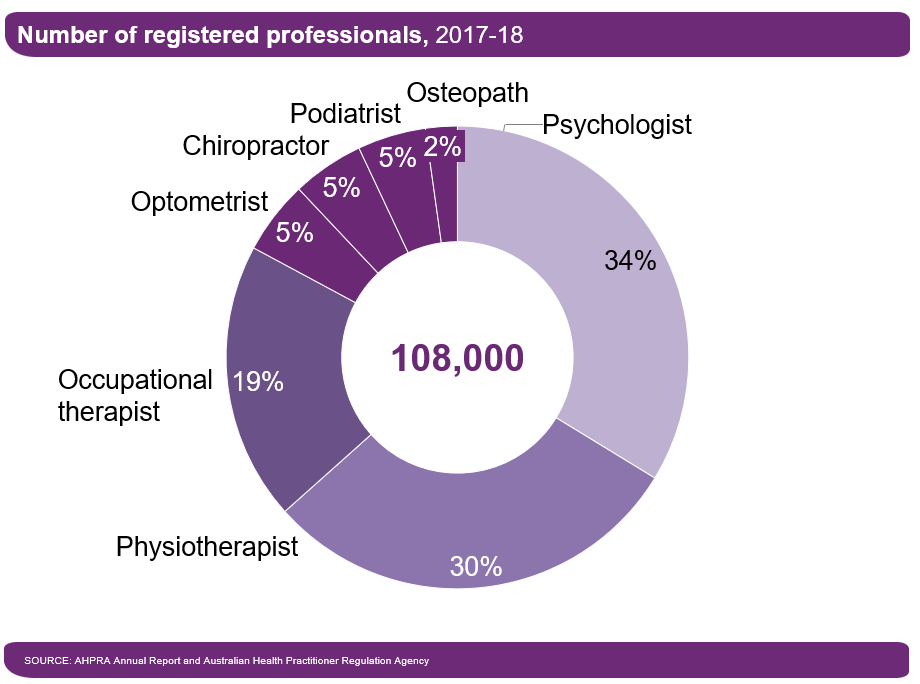 Number of registered professionals, 2017-18
Osteopath
Podiatrist
Psychologist
Chiropractor
2%
5%
5%
Optometrist
5%
34%
108,000
Occupational
therapist
19%
Physiotherapist
30%
SOURCE: AHPRA Annual Report and Australian Health Practitioner Regulation Agency